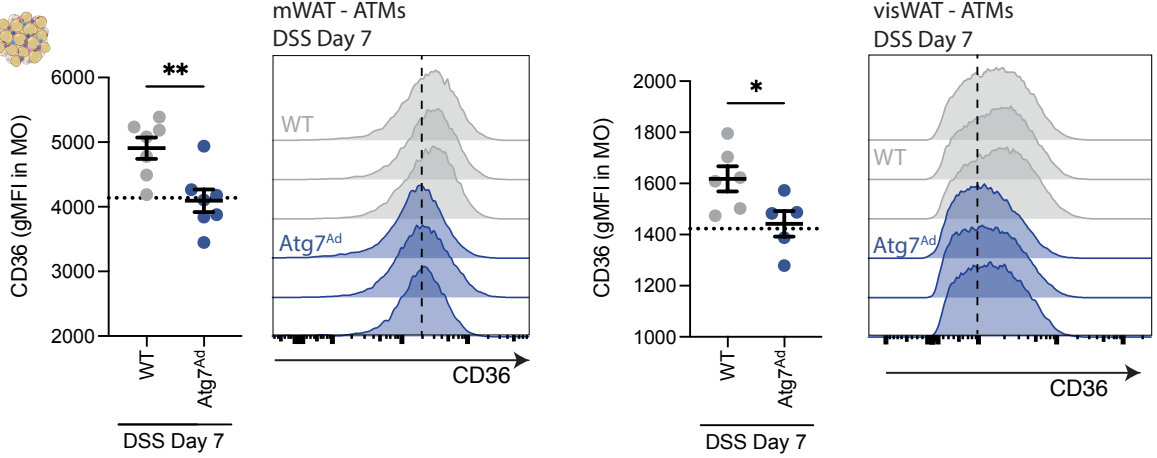 mWAT - ATMs
DSS Day 7
CD36 (gMFI in MO)
6000
5000
4000
3000
2000
**
WT
Atg7Ad
DSS Day 7
WT
Atg7Ad
CD36
visWAT - ATMs
DSS Day 7
CD36 (gMFI in MO)
2000
1800
1600
1400
1200
1000
*
WT
Atg7Ad
DSS Day 7
WT
Atg7Ad
CD36